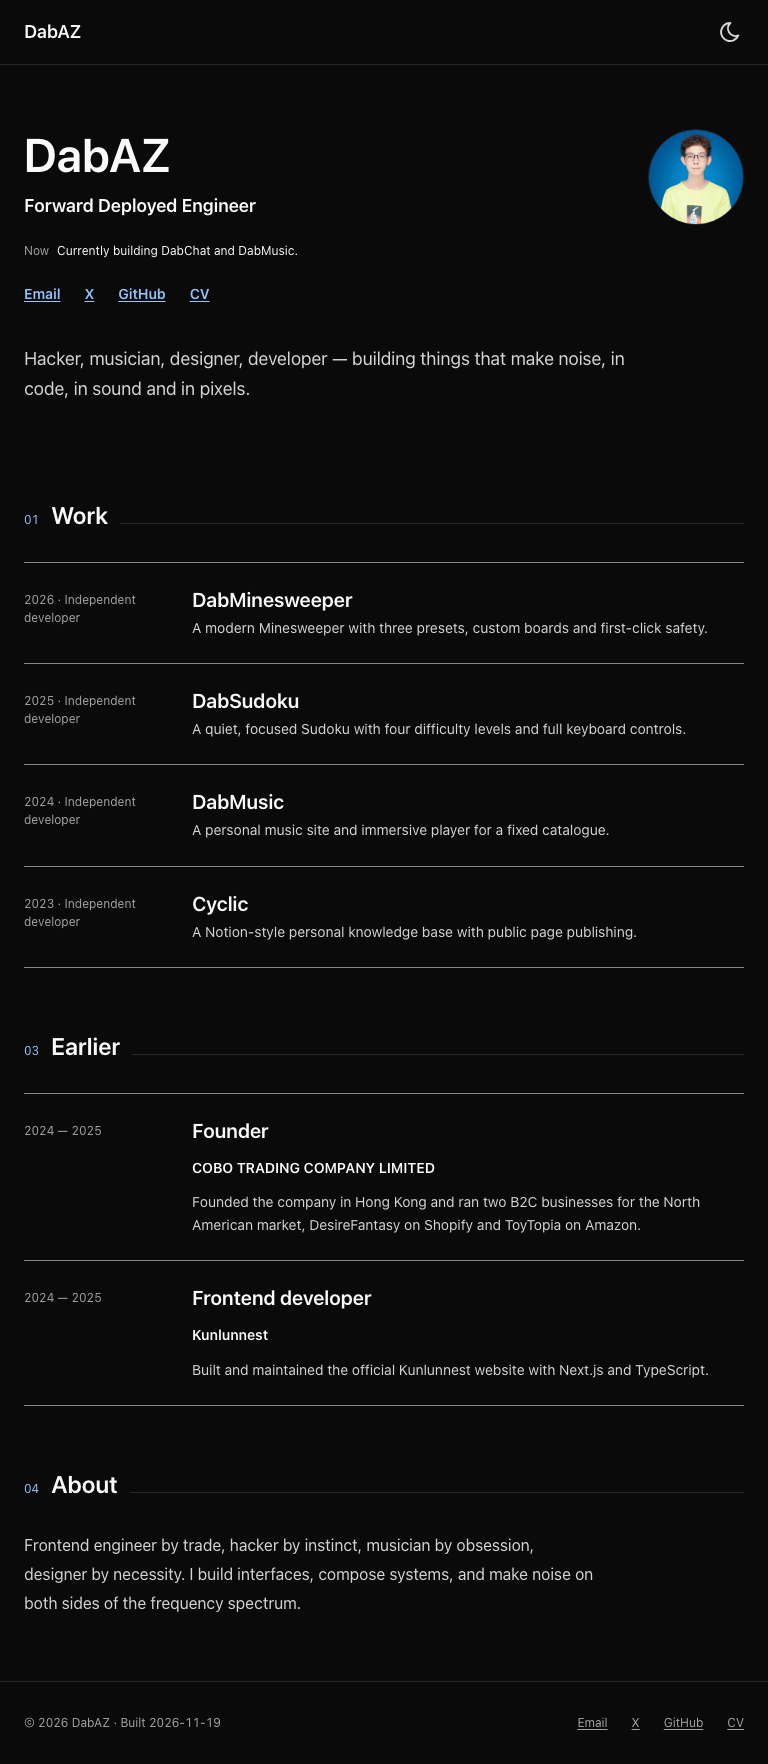 DabAZ
DabAZ
Forward Deployed Engineer
Now Currently building DabChat and DabMusic.
Email X GitHub CV
Hacker, musician, designer, developer — building things that make noise, in
code, in sound and in pixels.
01 Work
2026 · Independent
developer
DabMinesweeper
A modern Minesweeper with three presets, custom boards and first-click safety.
2025 · Independent
developer
DabSudoku
A quiet, focused Sudoku with four difficulty levels and full keyboard controls.
2024 · Independent
developer
DabMusic
A personal music site and immersive player for a fixed catalogue.
2023 · Independent
developer
Cyclic
A Notion-style personal knowledge base with public page publishing.
03 Earlier
2024 — 2025
Founder
COBO TRADING COMPANY LIMITED
Founded the company in Hong Kong and ran two B2C businesses for the North
American market, DesireFantasy on Shopify and ToyTopia on Amazon.
2024 — 2025
Frontend developer
Kunlunnest
Built and maintained the official Kunlunnest website with Next.js and TypeScript.
04 About
Frontend engineer by trade, hacker by instinct, musician by obsession,
designer by necessity. I build interfaces, compose systems, and make noise on
both sides of the frequency spectrum.
© 2026 DabAZ · Built 2026-11-19
Email X GitHub CV